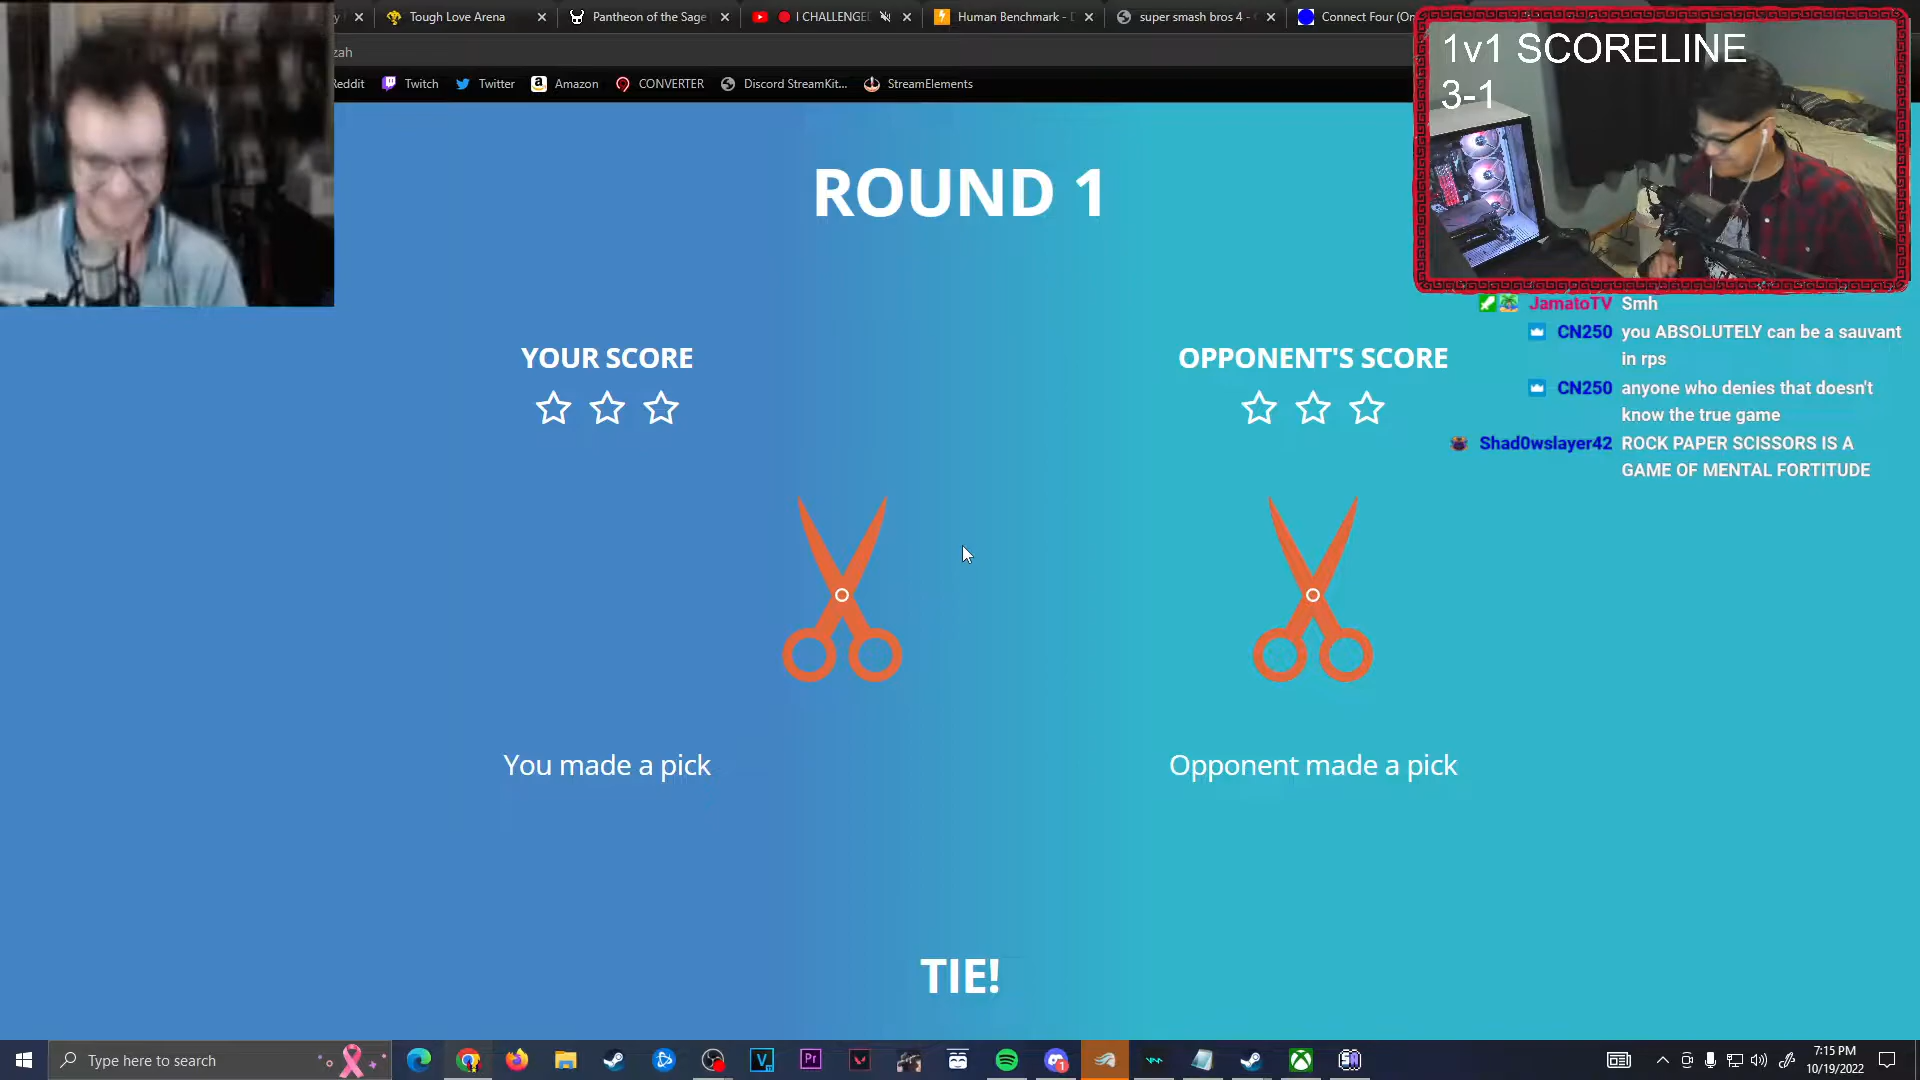 Tough Love Arena
Pantheon of the Sage
I CHALLENGE
Human Benchmark -
super smash bros 4 -
Connect Four (On
zah
Reddit
Twitch
Twitter
Amazon
CONVERTER
Discord StreamKit...
StreamElements
1v1 SCORELINE
3-1
ROUND 1
JamatoTV Smh
CN250 you ABSOLUTELY can be a sauvant
in rps
CN250 anyone who denies that doesn't
know the true game
Shad0wslayer42 ROCK PAPER SCISSORS IS A
GAME OF MENTAL FORTITUDE
YOUR SCORE
OPPONENT'S SCORE
You made a pick
Opponent made a pick
TIE!
Type here to search
7:15 PM
10/19/2022